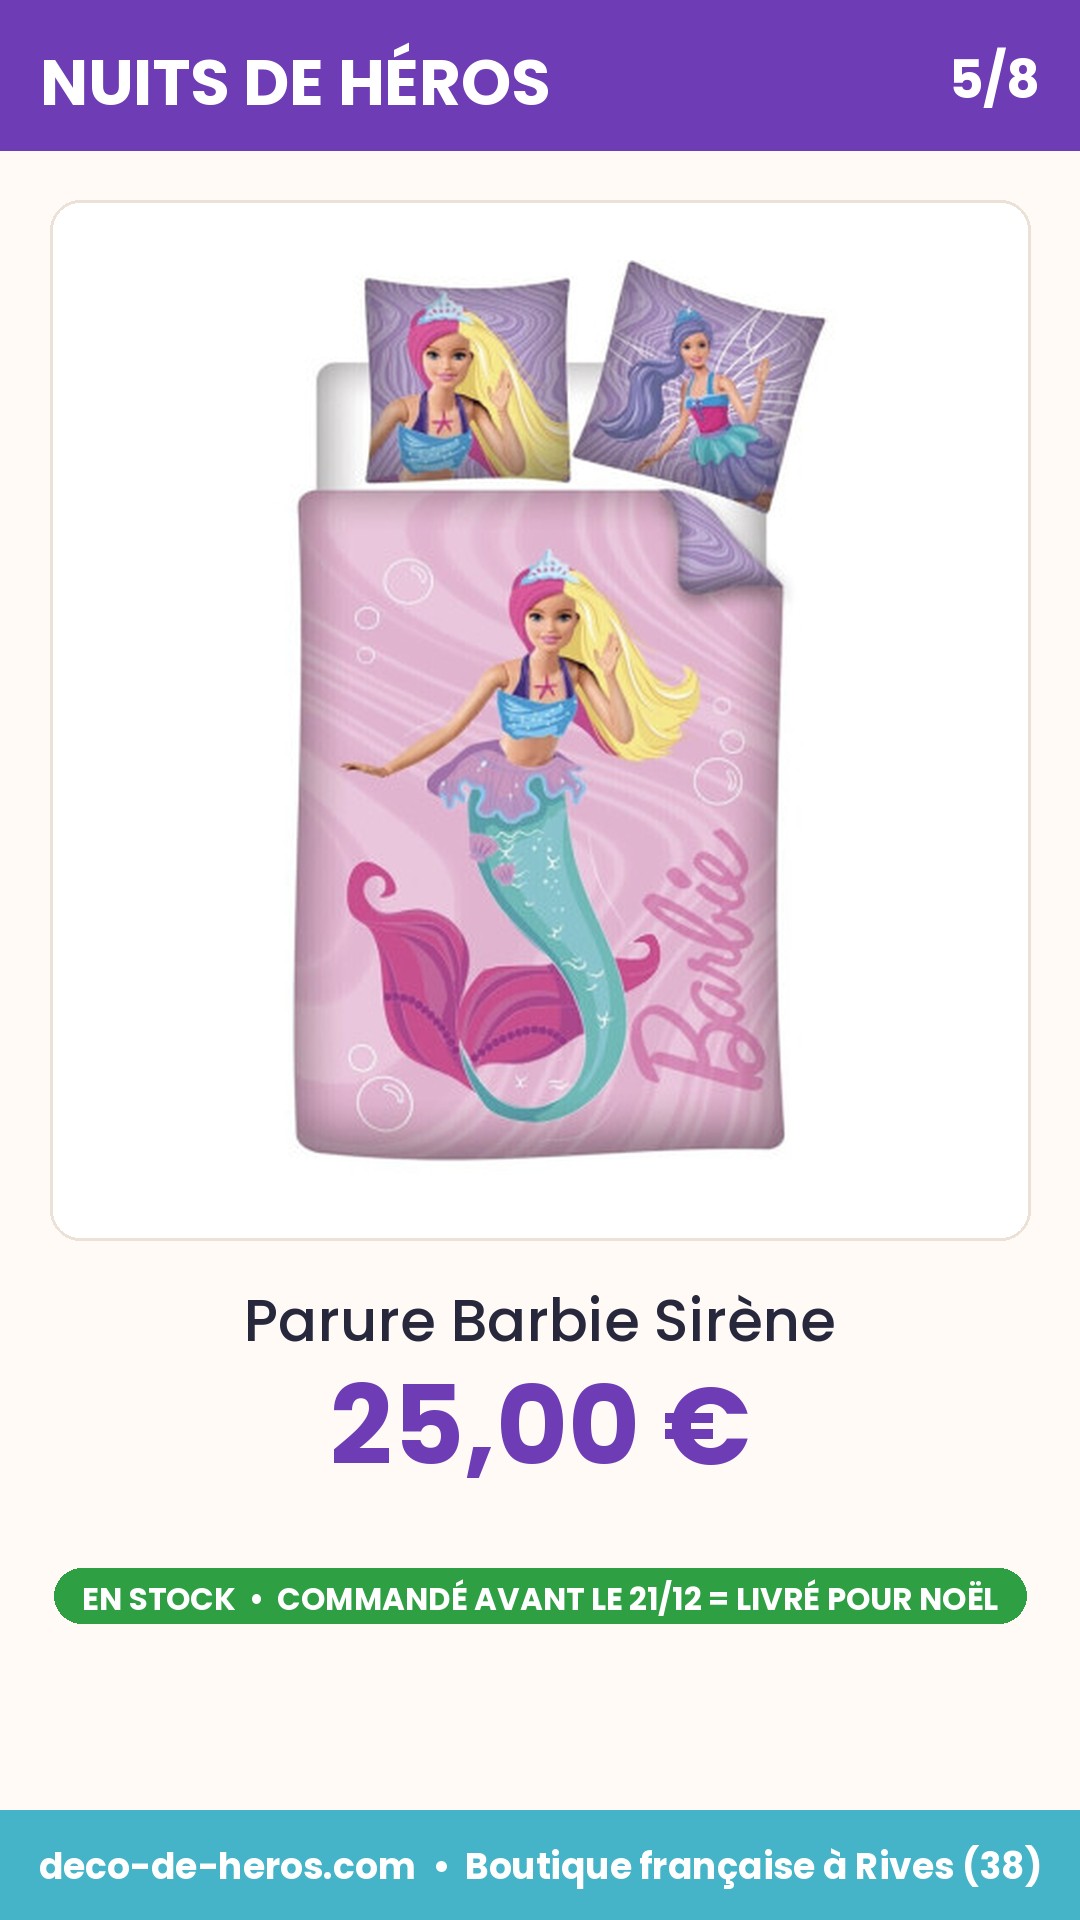 NUITS DE HÉROS
5/8
Barbie
Parure Barbie Sirène
25,00 €
EN STOCK • COMMANDÉ AVANT LE 21/12 = LIVRÉ POUR NOËL
deco-de-heros.com • Boutique française à Rives (38)